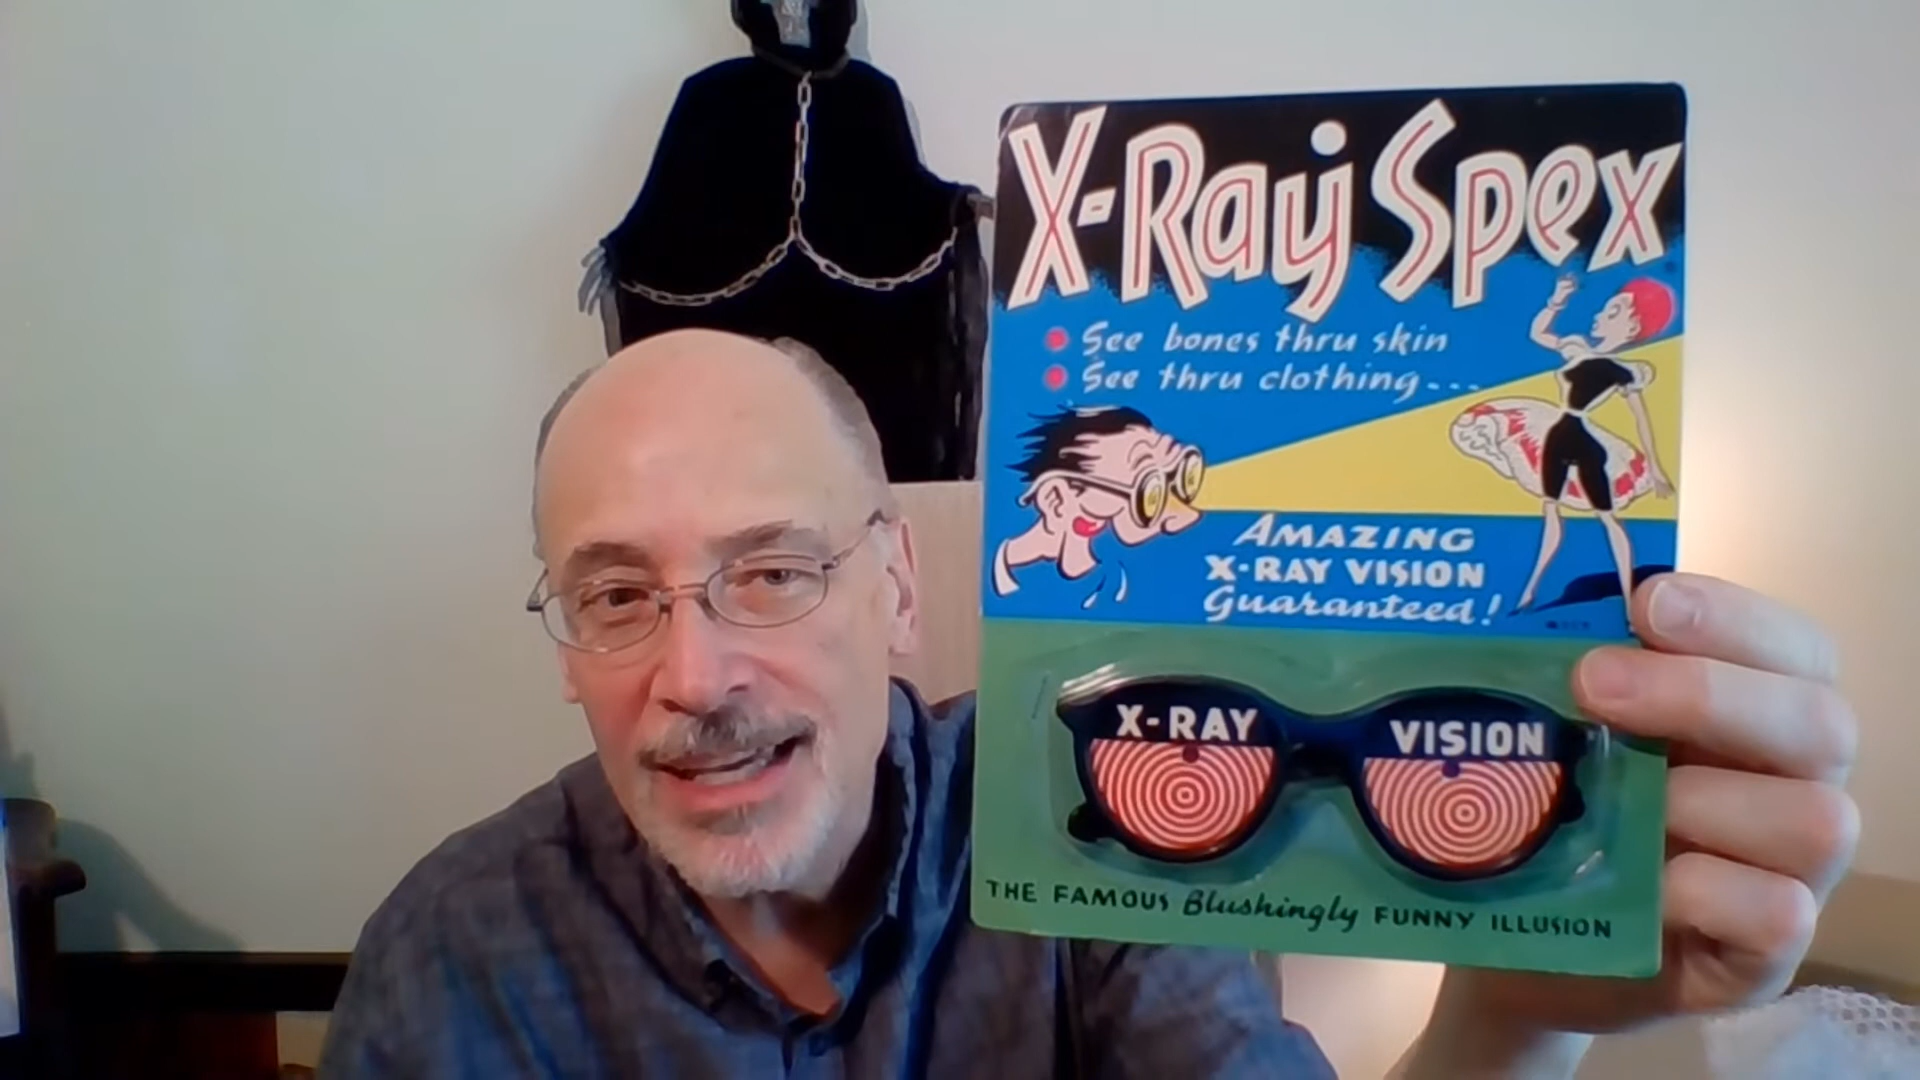 X-Ray Spex
See bones thru skin
See thru clothing---
AMAZING
X-RAY VISION
Guaranteed!
X-RAY VISION
THE FAMOUS Blushingly FUNNY ILLUSION